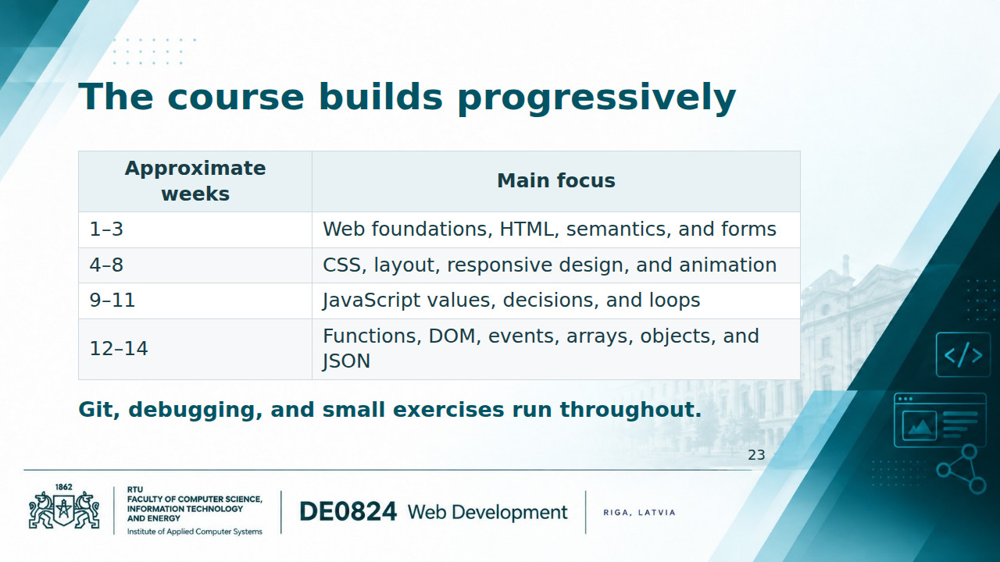 The course builds progressively
Approximate
weeks
Main focus
1–3
Web foundations, HTML, semantics, and forms
4–8
CSS, layout, responsive design, and animation
9–11
JavaScript values, decisions, and loops
12–14
Functions, DOM, events, arrays, objects, and
JSON
Git, debugging, and small exercises run throughout.
23
</>
1862
RTU
FACULTY OF COMPUTER SCIENCE,
INFORMATION TECHNOLOGY
AND ENERGY
Institute of Applied Computer Systems
DE0824 Web Development
RIGA, LATVIA